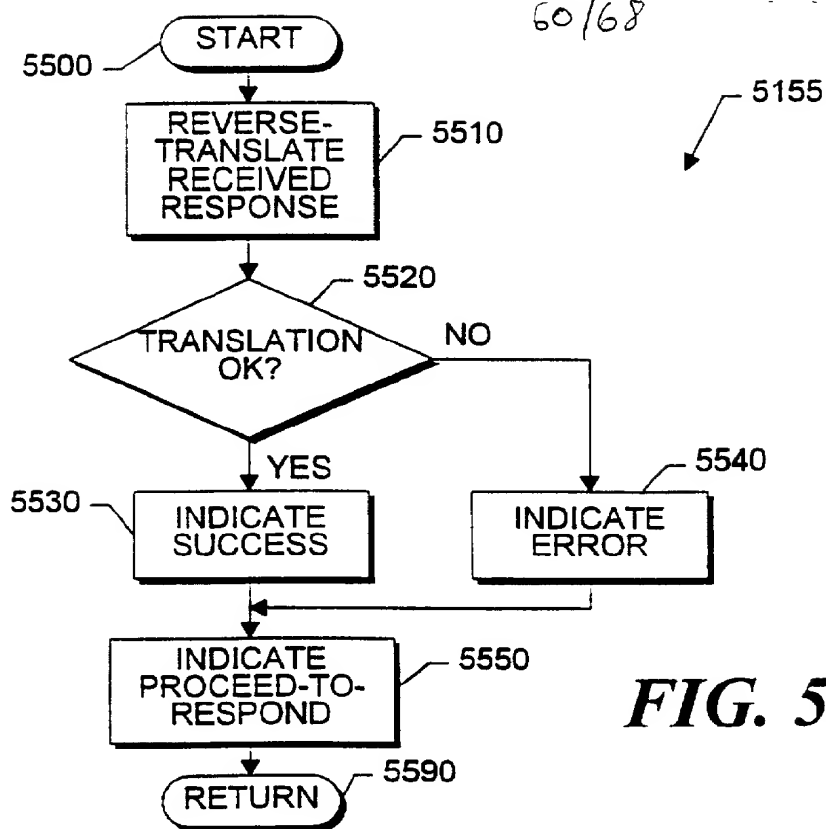 60/68
START
5500
5155
REVERSE-
TRANSLATE
RECEIVED
RESPONSE
5510
5520
TRANSLATION
OK?
NO
YES
5530
INDICATE
SUCCESS
5540
INDICATE
ERROR
INDICATE
PROCEED-TO-
RESPOND
5550
FIG. 5
RETURN
5590